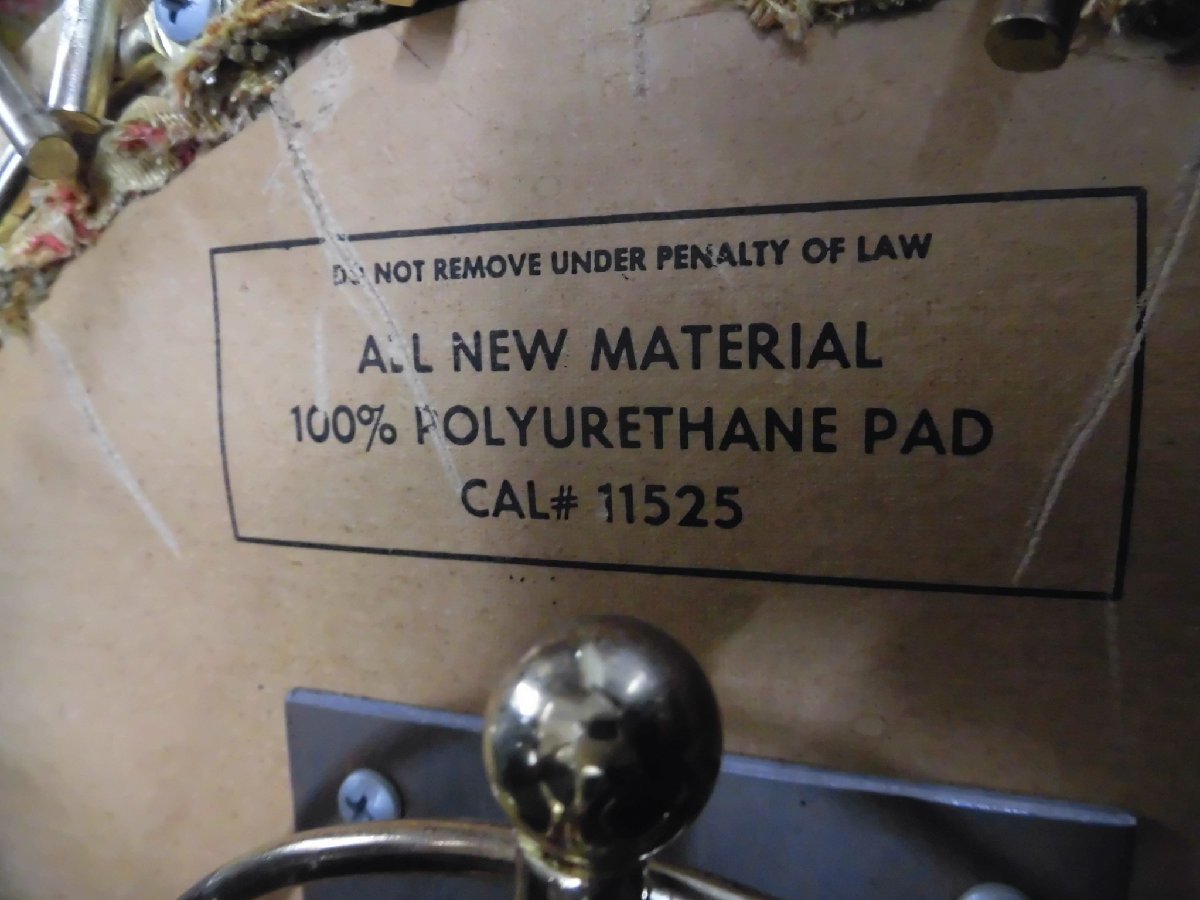 DO NOT REMOVE UNDER PENALTY OF LAW
ALL NEW MATERIAL
100% POLYURETHANE PAD
CAL# 11525